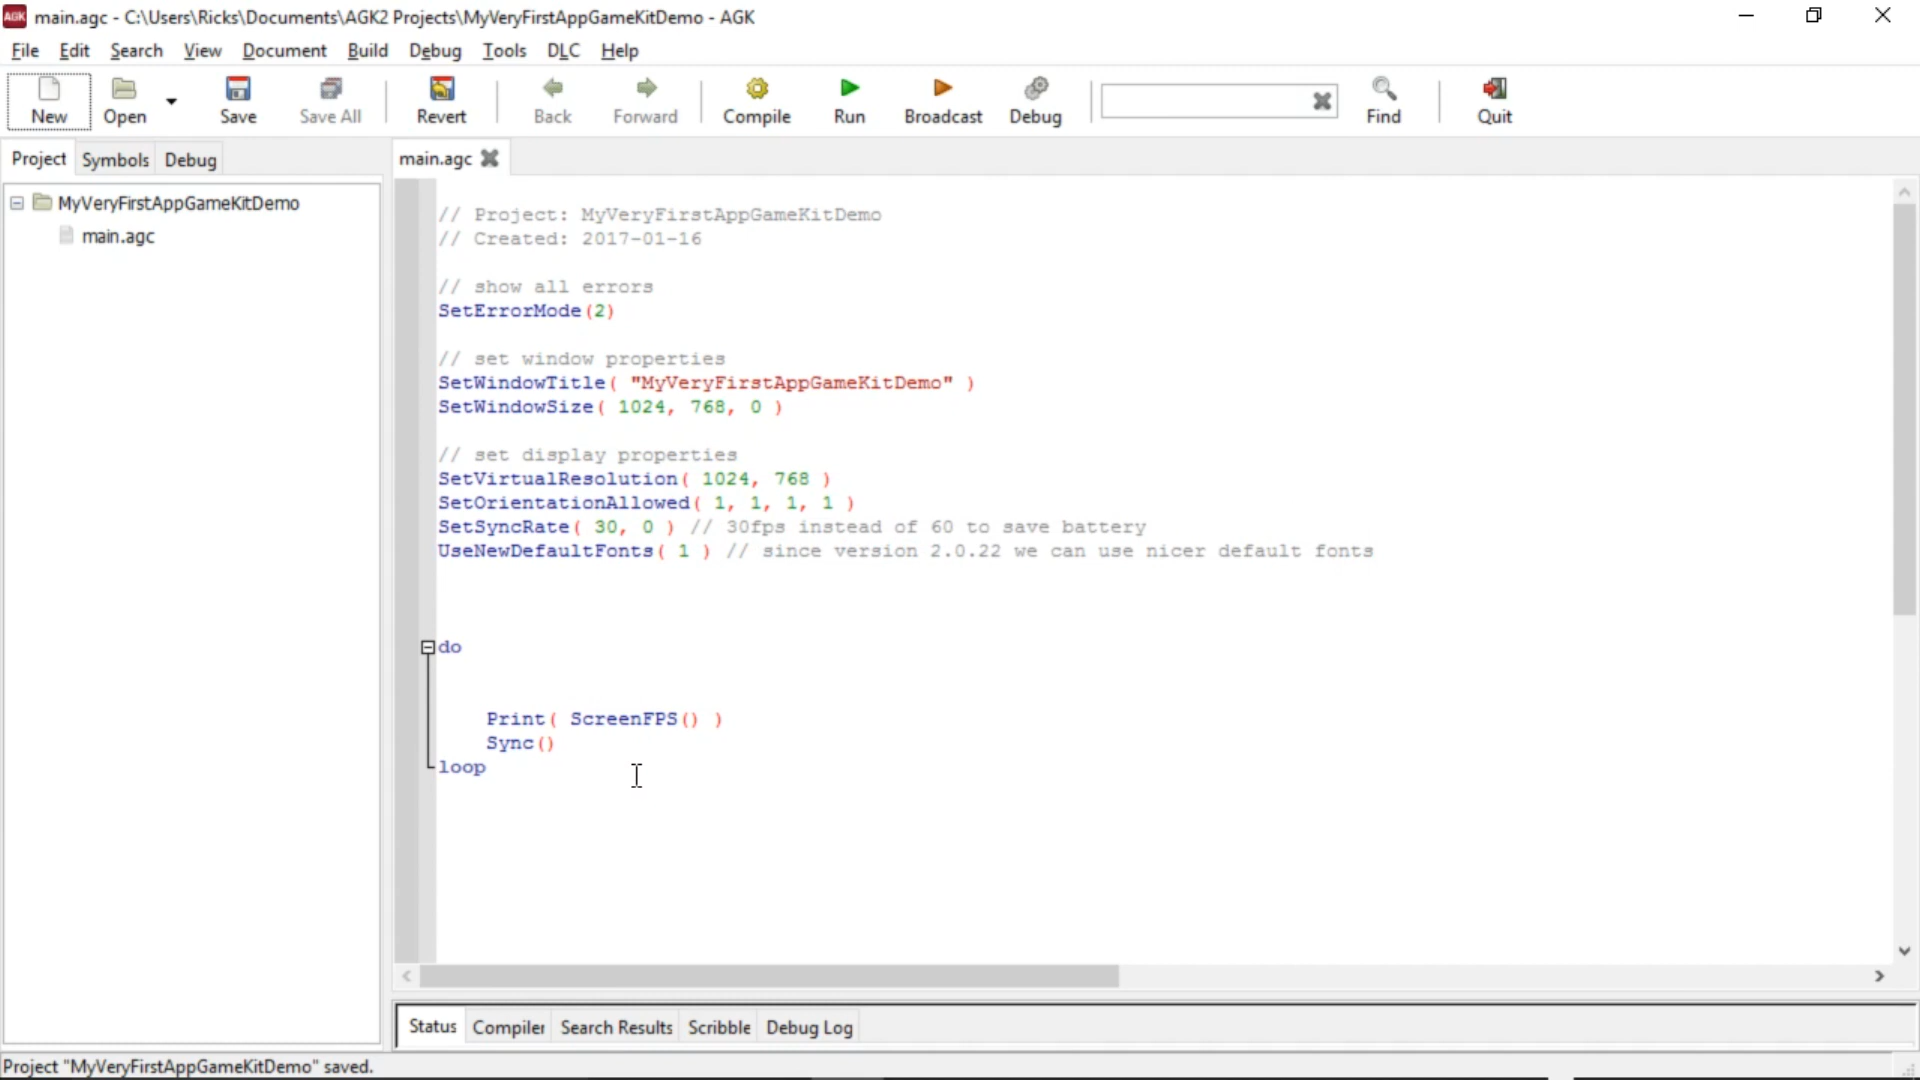 AGK main.agc - C:\Users\Ricks\Documents\AGK2 Projects\MyVeryFirstAppGameKitDemo - AGK
File Edit Search View Document Build Debug Tools DLC Help
New Open Save Save All Revert Back Forward Compile Run Broadcast Debug Find Quit
Project Symbols Debug
main.agc
MyVeryFirstAppGameKitDemo
main.agc
// Project: MyVeryFirstAppGameKitDemo
// Created: 2017-01-16
// show all errors
SetErrorMode(2)
// set window properties
SetWindowTitle( "MyVeryFirstAppGameKitDemo" )
SetWindowSize( 1024, 768, 0 )
// set display properties
SetVirtualResolution( 1024, 768 )
SetOrientationAllowed( 1, 1, 1, 1 )
SetSyncRate( 30, 0 ) // 30fps instead of 60 to save battery
UseNewDefaultFonts( 1 ) // since version 2.0.22 we can use nicer default fonts
do
Print( ScreenFPS() )
Sync()
loop
Status Compiler Search Results Scribble Debug Log
Project "MyVeryFirstAppGameKitDemo" saved.